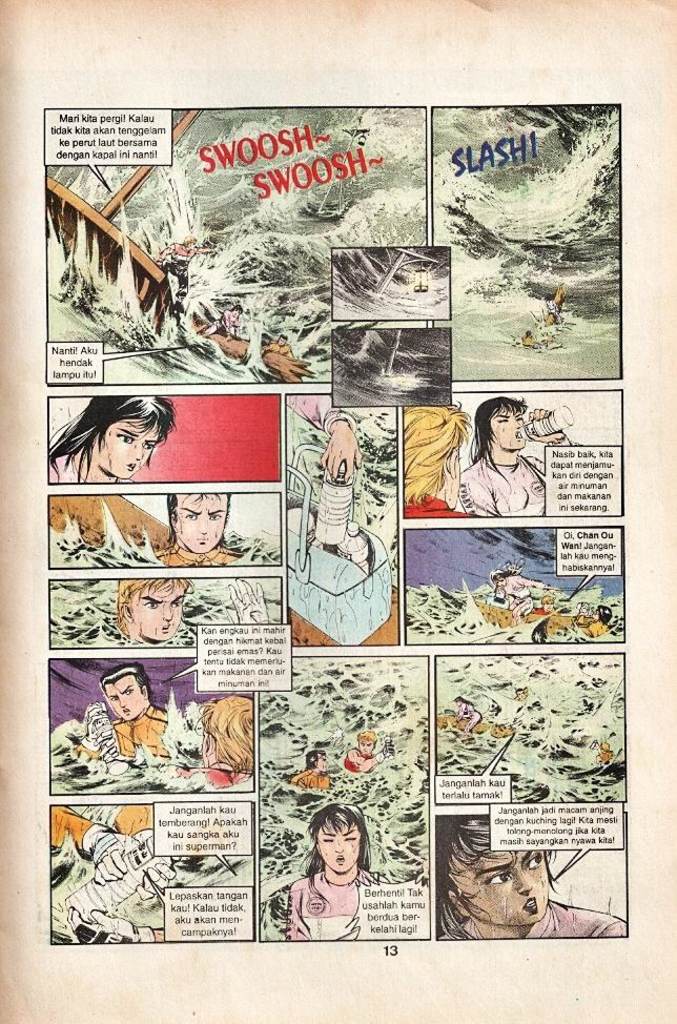 Mari kita pergi! Kalau
tidak kita akan tenggelam
ke perut laut bersama
dengan kapal ini nanti!
SWOOSH~
SWOOSH~
Nanti! Aku
hendak
lampu itu!
SLASH!
Nasib baik, kita
dapat menjamu-
kan diri dengan
air minuman
dan makanan
ini sekarang.
Oi, Chan Ou
Wan! Jangan-
lah kau meng-
habiskannya!
Kan engkau ini mahir
dengan ilmu kebal
perisai emas? Kau
tentu tidak memerlu-
kan makanan dan air
minuman ini!
Janganlah kau
temberang! Apakah
kau sangka aku
ini superman?
Lepaskan tangan
kau! Kalau tidak,
aku akan men-
campaknya!
Berhenti! Tak
usahlah kamu
berdua ber-
kelahi lagi!
Janganlah kau
terlalu tamak!
Janganlah jadi macam anjing
dengan kuching lagi! Kita mesti
tolong-menolong jika kita
masih sayangkan nyawa kita!
13